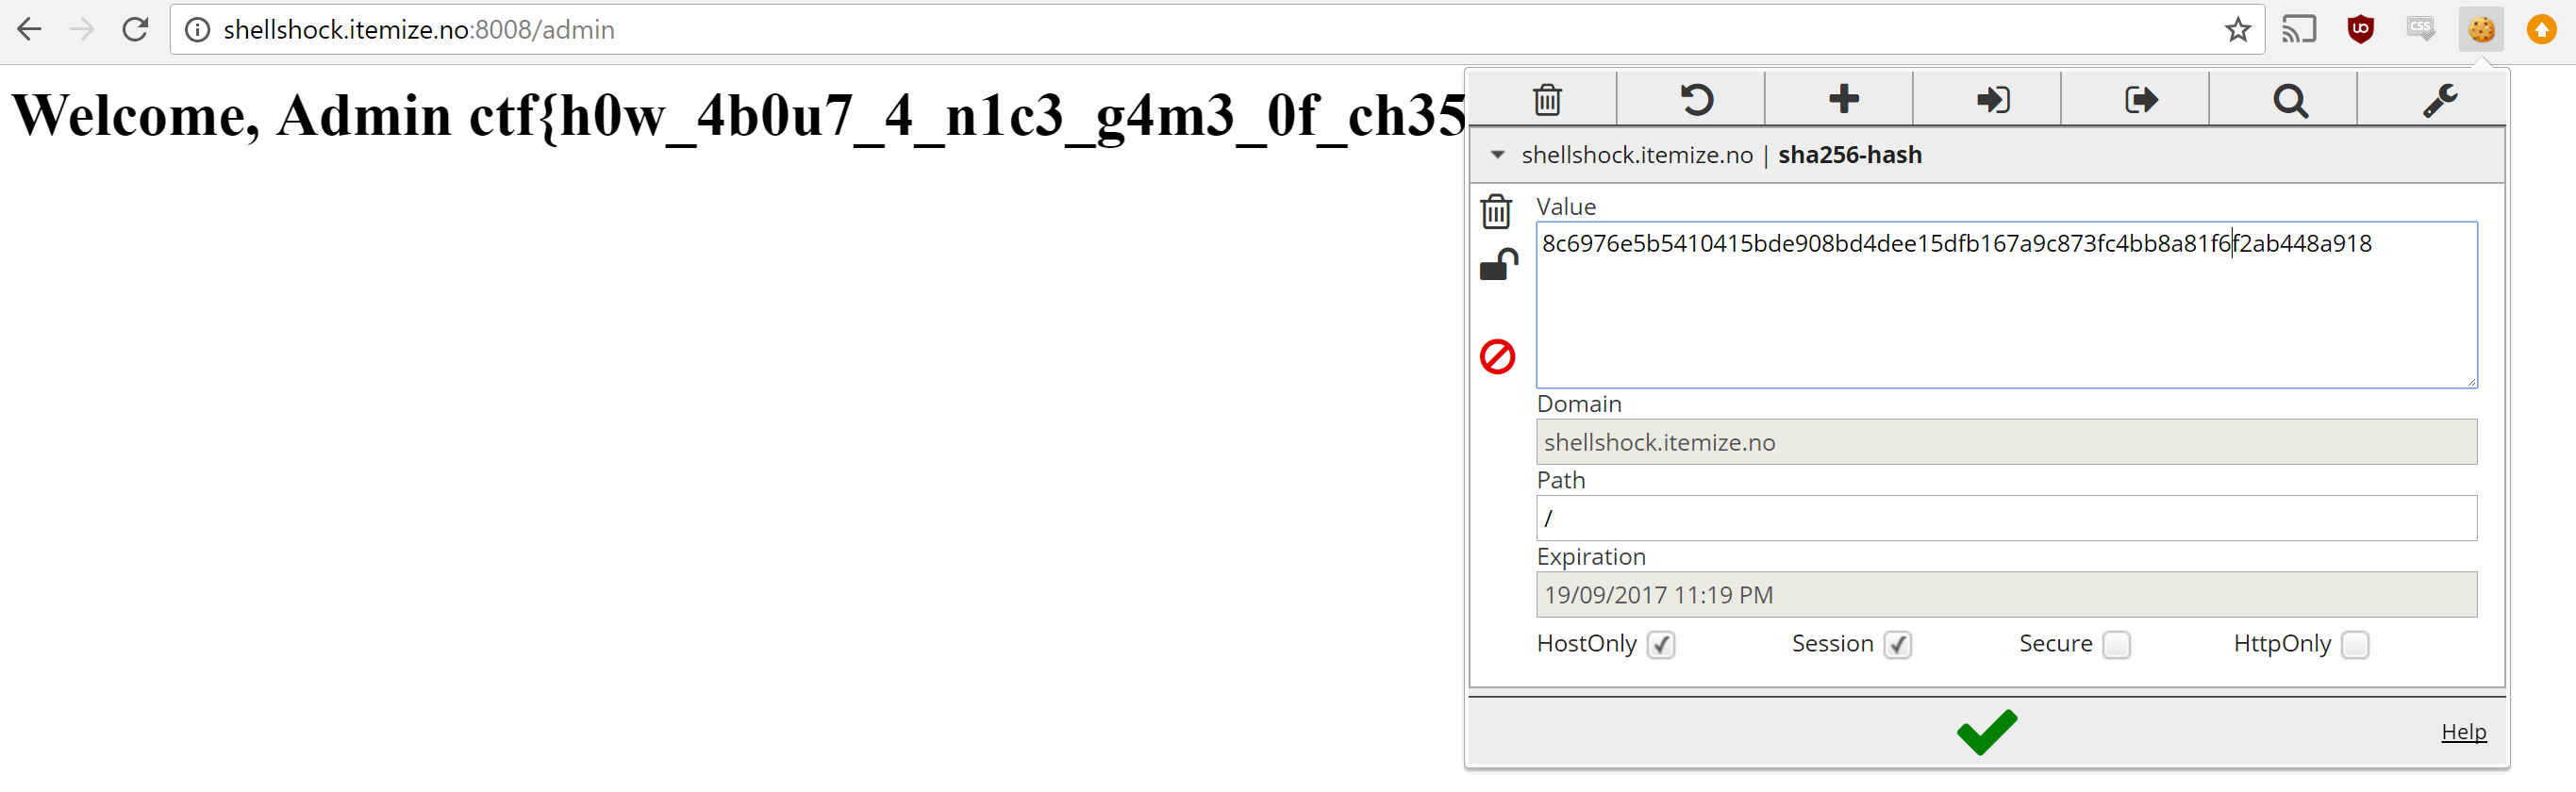 shellshock.itemize.no:8008/admin
CSS
Welcome, Admin ctf{h0w_4b0u7_4_n1c3_g4m3_0f_ch35
shellshock.itemize.no | sha256-hash
Value
8c6976e5b5410415bde908bd4dee15dfb167a9c873fc4bb8a81f6f2ab448a918
Domain
shellshock.itemize.no
Path
/
Expiration
19/09/2017 11:19 PM
HostOnly Session Secure HttpOnly
Help